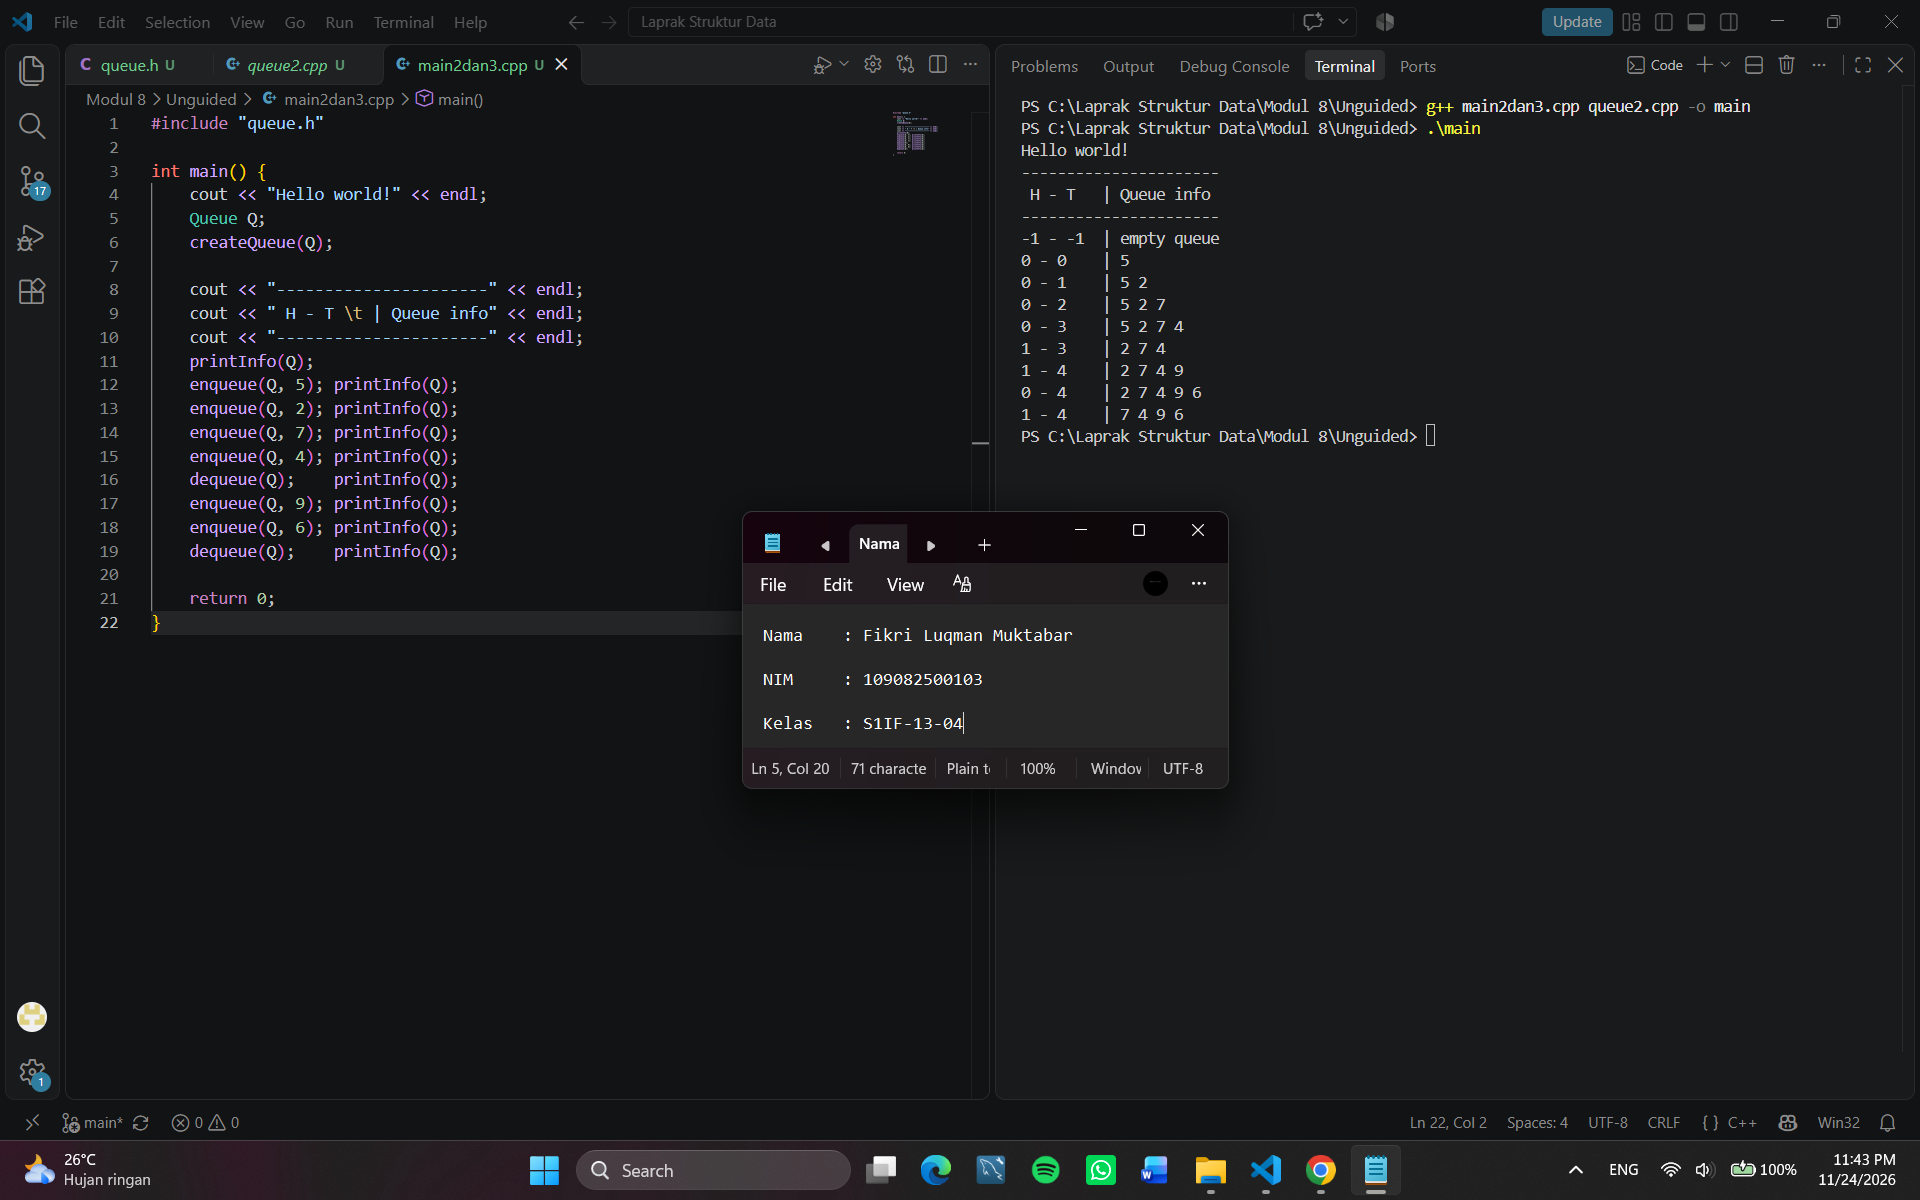 File Edit Selection View Go Run Terminal Help
Laprak Struktur Data
Update
queue.h U
queue2.cpp U
main2dan3.cpp U
Modul 8 > Unguided > main2dan3.cpp > main()
1 #include "queue.h"
2
3 int main() {
4 cout << "Hello world!" << endl;
5 Queue Q;
6 createQueue(Q);
7
8 cout << "----------------------" << endl;
9 cout << " H - T \t | Queue info" << endl;
10 cout << "----------------------" << endl;
11 printInfo(Q);
12 enqueue(Q, 5); printInfo(Q);
13 enqueue(Q, 2); printInfo(Q);
14 enqueue(Q, 7); printInfo(Q);
15 enqueue(Q, 4); printInfo(Q);
16 dequeue(Q); printInfo(Q);
17 enqueue(Q, 9); printInfo(Q);
18 enqueue(Q, 6); printInfo(Q);
19 dequeue(Q); printInfo(Q);
20
21 return 0;
22 }
Problems Output Debug Console Terminal Ports
Code
PS C:\Laprak Struktur Data\Modul 8\Unguided> g++ main2dan3.cpp queue2.cpp -o main
PS C:\Laprak Struktur Data\Modul 8\Unguided> .\main
Hello world!
----------------------
H - T | Queue info
----------------------
-1 - -1 | empty queue
0 - 0 | 5
0 - 1 | 5 2
0 - 2 | 5 2 7
0 - 3 | 5 2 7 4
1 - 3 | 2 7 4
1 - 4 | 2 7 4 9
0 - 4 | 2 7 4 9 6
1 - 4 | 7 4 9 6
PS C:\Laprak Struktur Data\Modul 8\Unguided>
Nama
File Edit View
Nama : Fikri Luqman Muktabar
NIM : 109082500103
Kelas : S1IF-13-04
Ln 5, Col 20 71 characte Plain t 100% Window UTF-8
17
1
main* 0 0
Ln 22, Col 2 Spaces: 4 UTF-8 CRLF { } C++ Win32
26°C
Hujan ringan
Search
ENG
100%
11:43 PM
11/24/2026